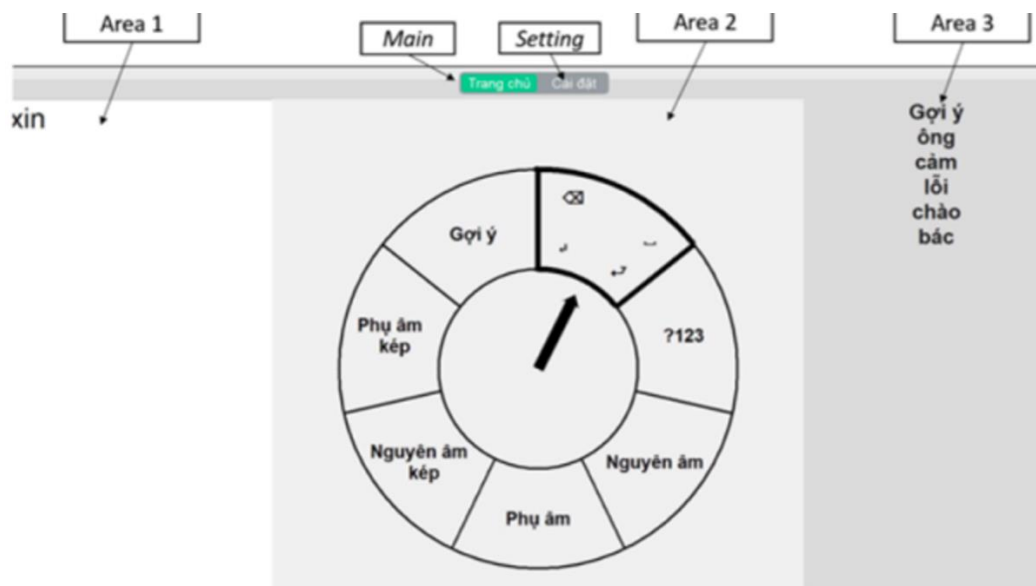 Area 1
Main
Setting
Area 2
Area 3
Trang chủ
Cài đặt
xin
Gợi ý
ông
cảm
lỗi
chào
bác
Gợi ý
?123
Nguyên âm
Phụ âm
Nguyên âm
kép
Phụ âm
kép